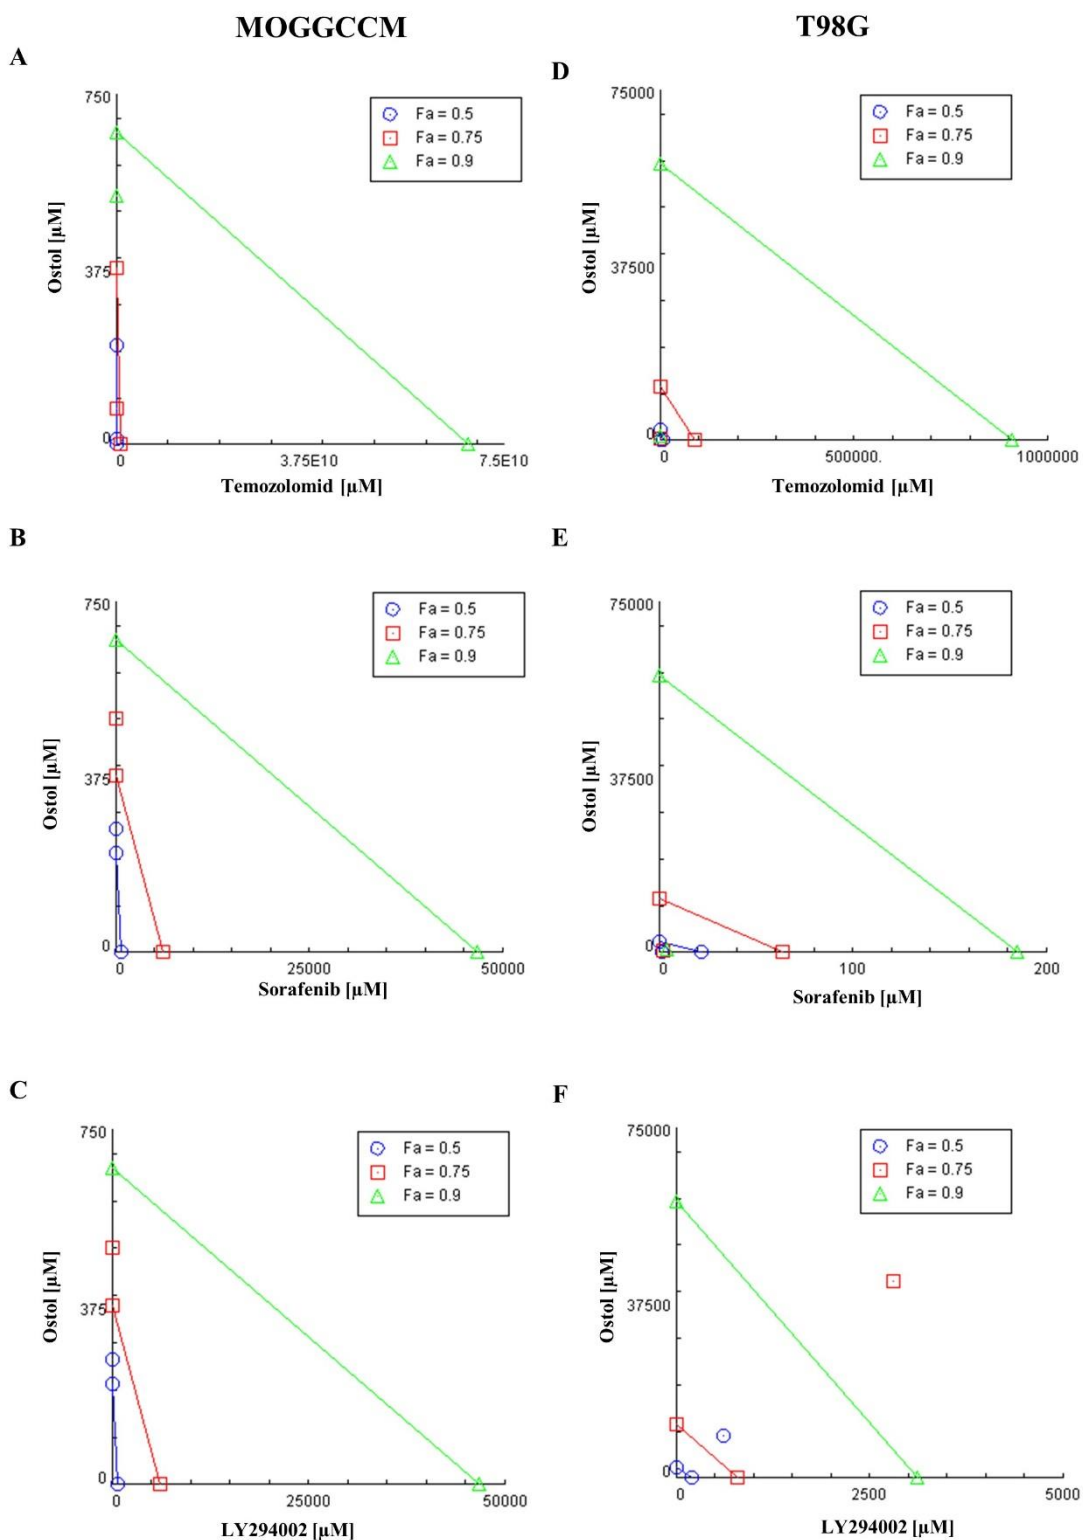 MOGGCCM
T98G
A
750
375
0
Ostol [µM]
Fa = 0.5
Fa = 0.75
Fa = 0.9
0
3.75E10
7.5E10
Temozolomid [µM]
D
75000
37500
0
Ostol [µM]
Fa = 0.5
Fa = 0.75
Fa = 0.9
0
500000.
1000000
Temozolomid [µM]
B
750
375
0
Ostol [µM]
Fa = 0.5
Fa = 0.75
Fa = 0.9
0
25000
50000
Sorafenib [µM]
E
75000
37500
0
Ostol [µM]
Fa = 0.5
Fa = 0.75
Fa = 0.9
0
100
200
Sorafenib [µM]
C
750
375
0
Ostol [µM]
Fa = 0.5
Fa = 0.75
Fa = 0.9
0
25000
50000
LY294002 [µM]
F
75000
37500
0
Ostol [µM]
Fa = 0.5
Fa = 0.75
Fa = 0.9
0
2500
5000
LY294002 [µM]